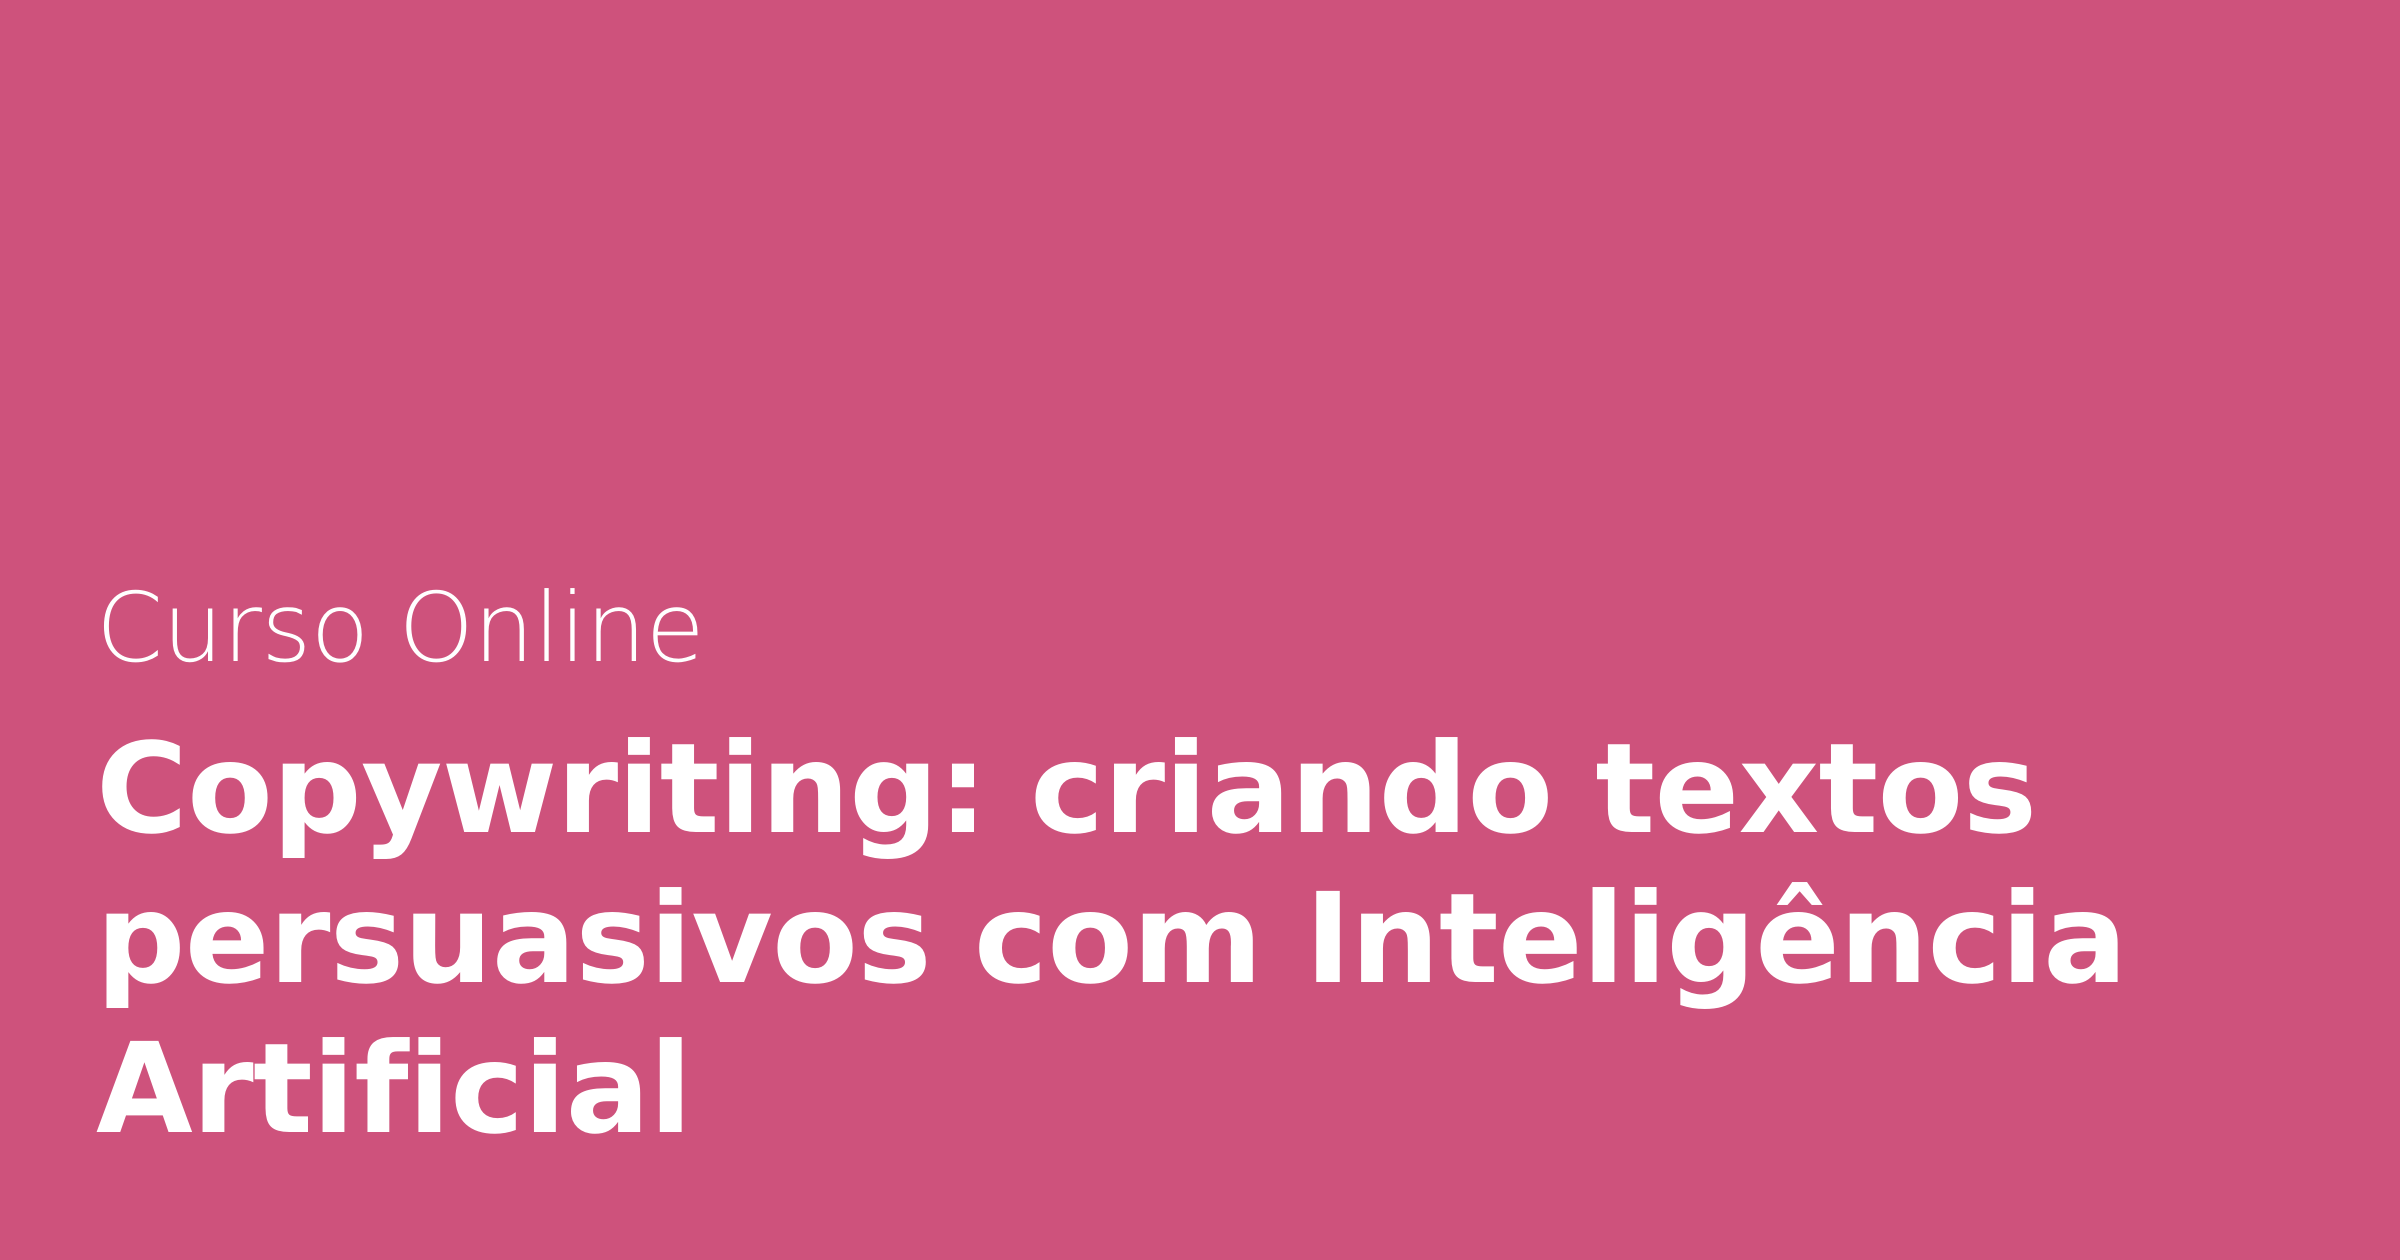 Curso Online
Copywriting: criando textos
persuasivos com Inteligência
Artificial